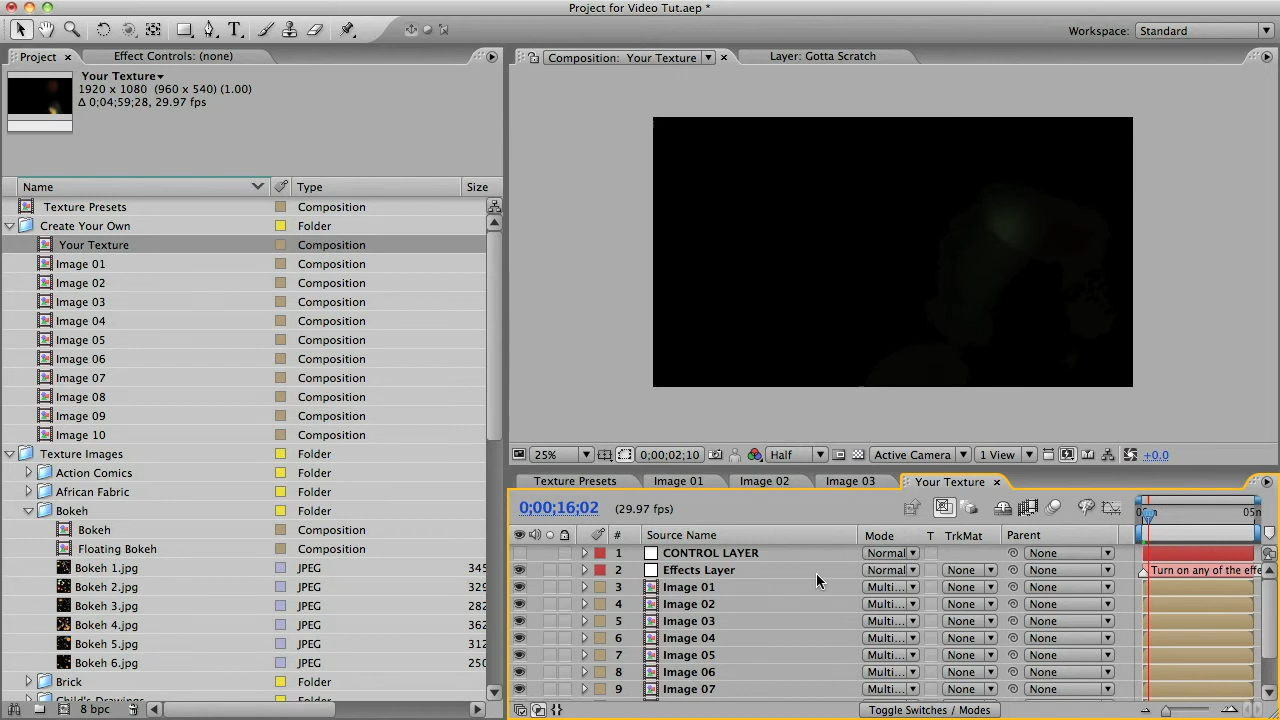 Project for Video Tut.aep *
Workspace: Standard
Project × Effect Controls: (none)
Composition: Your Texture × Layer: Gotta Scratch
Your Texture
1920 x 1080 (960 x 540) (1.00)
Δ 0;04;59;28, 29.97 fps
Name Type Size
Texture Presets Composition
Create Your Own Folder
Your Texture Composition
Image 01 Composition
Image 02 Composition
Image 03 Composition
Image 04 Composition
Image 05 Composition
Image 06 Composition
Image 07 Composition
Image 08 Composition
Image 09 Composition
Image 10 Composition
Texture Images Folder
Action Comics Folder
African Fabric Folder
Bokeh Folder
Bokeh Composition
Floating Bokeh Composition
Bokeh 1.jpg JPEG 345
Bokeh 2.jpg JPEG 329
Bokeh 3.jpg JPEG 282
Bokeh 4.jpg JPEG 362
Bokeh 5.jpg JPEG 312
Bokeh 6.jpg JPEG 250
Brick Folder
Child's Drawings Folder
8 bpc
25% 0;00;02;10 Half Active Camera 1 View +0.0
Texture Presets Image 01 Image 02 Image 03 Your Texture ×
0;00;16;02 (29.97 fps)
05n
# Source Name Mode T TrkMat Parent
1 CONTROL LAYER Normal None
2 Effects Layer Normal None None Turn on any of the effe
3 Image 01 Multi... None None
4 Image 02 Multi... None None
5 Image 03 Multi... None None
6 Image 04 Multi... None None
7 Image 05 Multi... None None
8 Image 06 Multi... None None
9 Image 07 Multi... None None
Toggle Switches / Modes